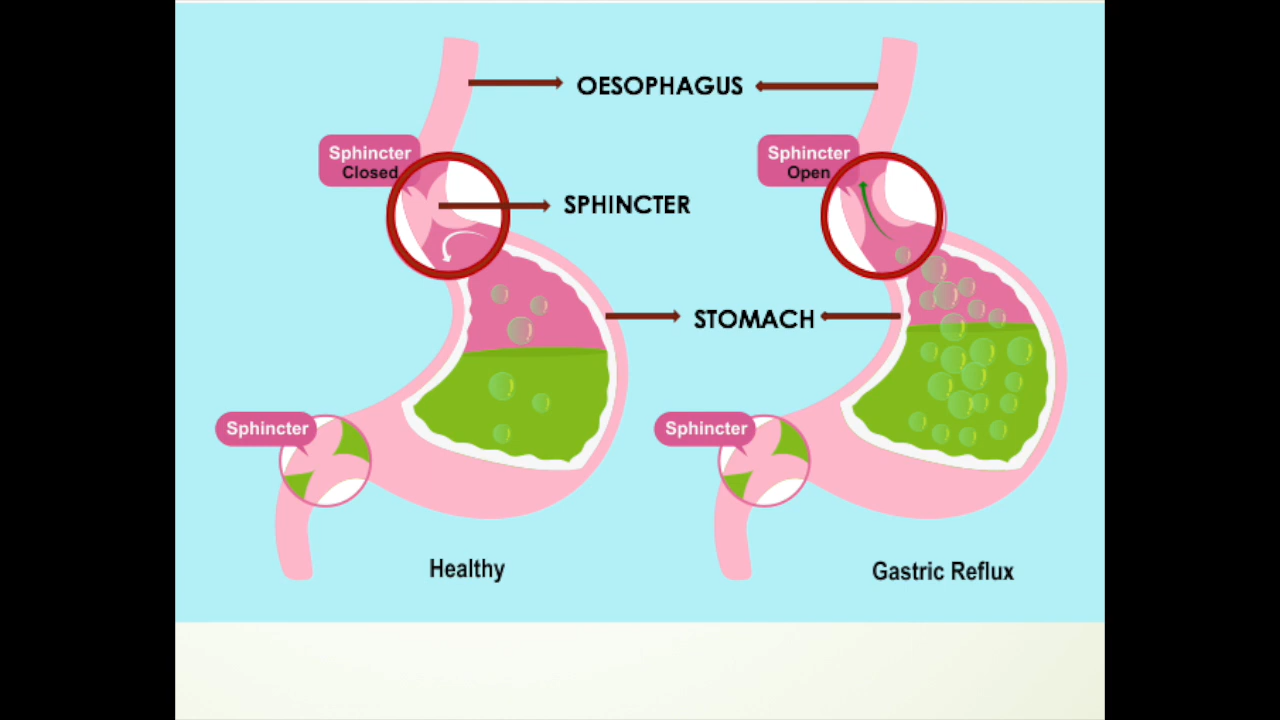 OESOPHAGUS
Sphincter
Closed
Sphincter
Open
SPHINCTER
STOMACH
Sphincter
Sphincter
Healthy
Gastric Reflux